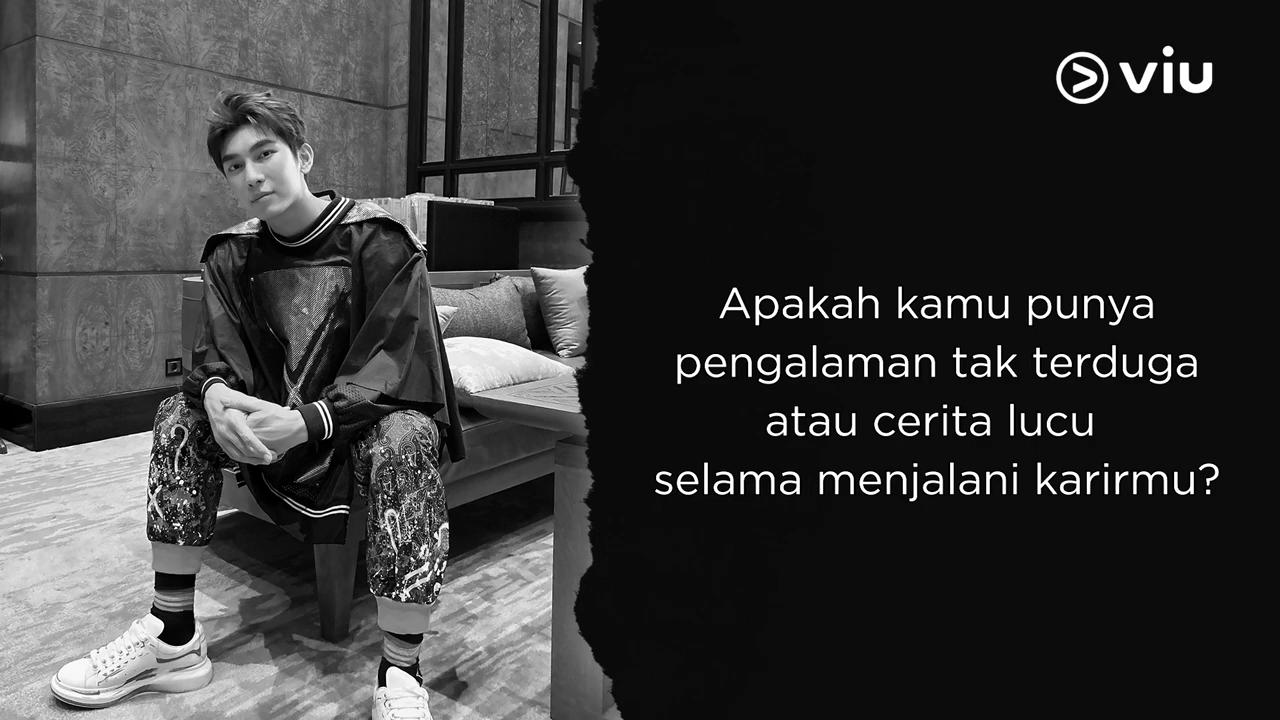 viu
Apakah kamu punya
pengalaman tak terduga
atau cerita lucu
selama menjalani karirmu?